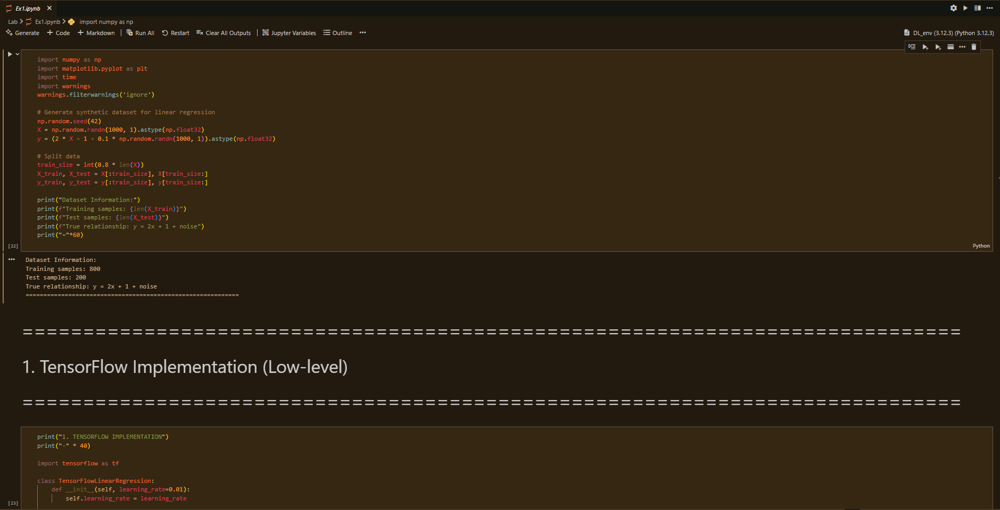 Ex1.ipynb
Lab > Ex1.ipynb > import numpy as np
Generate + Code + Markdown | Run All Restart Clear All Outputs | Jupyter Variables Outline ···
DL_env (3.12.3) (Python 3.12.3)
import numpy as np
import matplotlib.pyplot as plt
import time
import warnings
warnings.filterwarnings('ignore')
# Generate synthetic dataset for linear regression
np.random.seed(42)
X = np.random.randn(1000, 1).astype(np.float32)
y = (2 * X + 1 + 0.1 * np.random.randn(1000, 1)).astype(np.float32)
# Split data
train_size = int(0.8 * len(X))
X_train, X_test = X[:train_size], X[train_size:]
y_train, y_test = y[:train_size], y[train_size:]
print("Dataset Information:")
print(f"Training samples: {len(X_train)}")
print(f"Test samples: {len(X_test)}")
print(f"True relationship: y = 2x + 1 + noise")
print("="*60)
[22]
Python
Dataset Information:
Training samples: 800
Test samples: 200
True relationship: y = 2x + 1 + noise
============================================================
=============================================================================
1. TensorFlow Implementation (Low-level)
=============================================================================
print("1. TENSORFLOW IMPLEMENTATION")
print("-" * 40)
import tensorflow as tf
class TensorFlowLinearRegression:
    def __init__(self, learning_rate=0.01):
        self.learning_rate = learning_rate
[23]